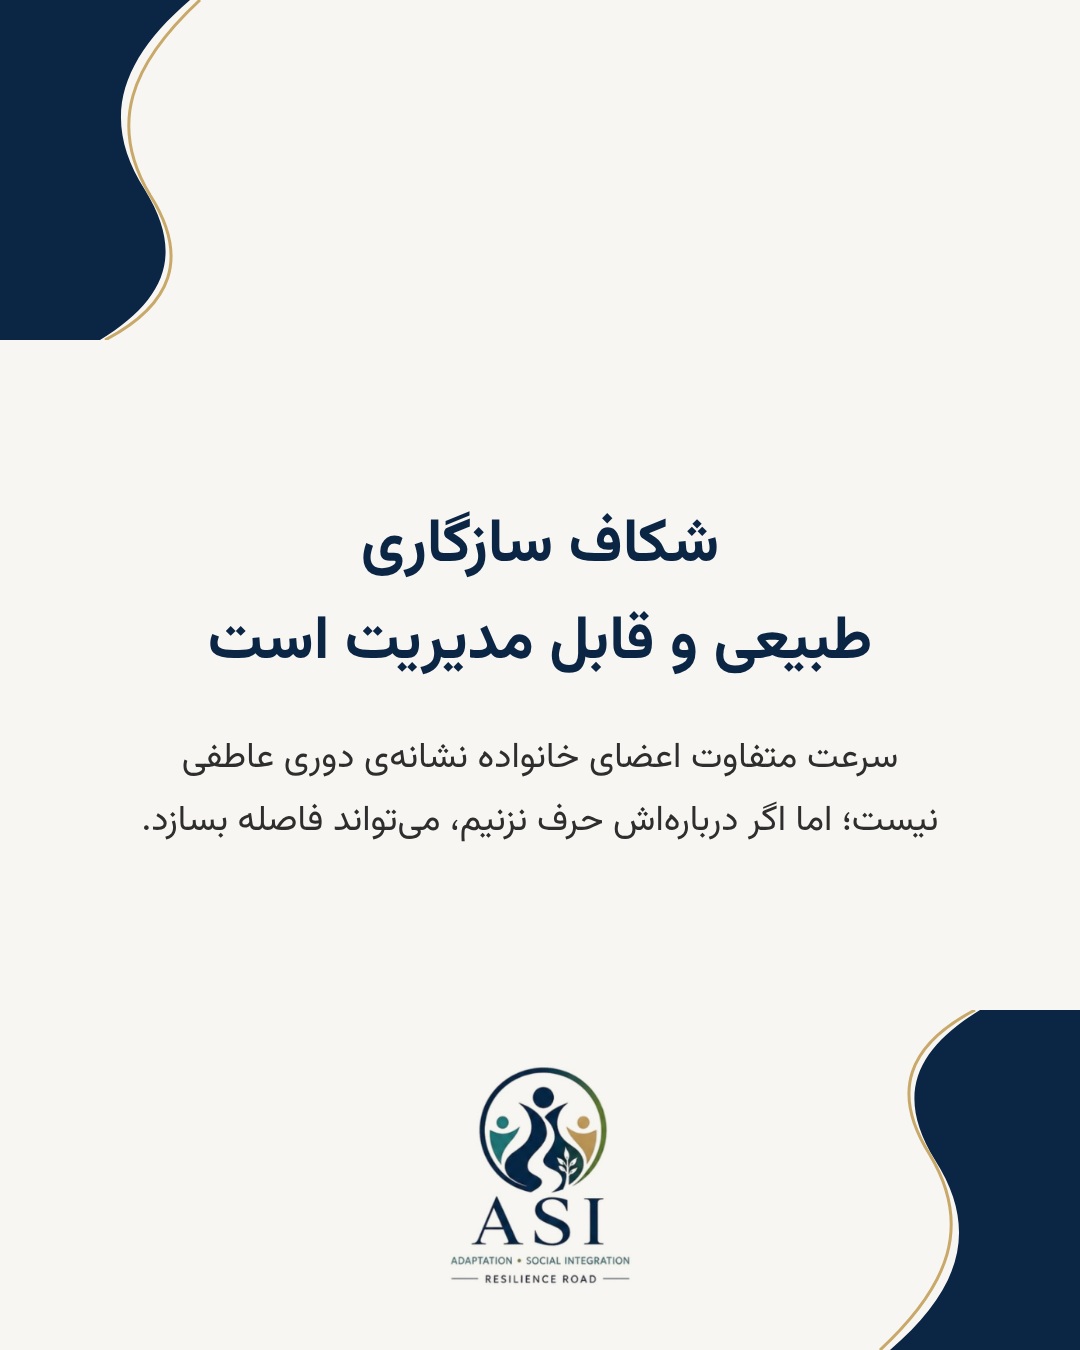 شکاف سازگاری
طبیعی و قابل مدیریت است
سرعت متفاوت اعضای خانواده نشانه‌ی دوری عاطفی
نیست؛ اما اگر درباره‌اش حرف نزنیم، می‌تواند فاصله بسازد.
ASI
ADAPTATION • SOCIAL INTEGRATION
RESILIENCE ROAD